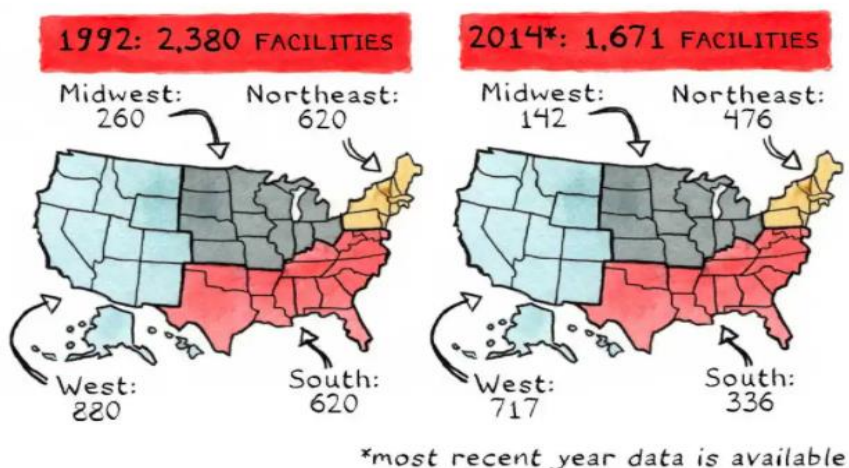 1992: 2,380 FACILITIES
Midwest:
260
Northeast:
620
West:
880
South:
620
2014*: 1,671 FACILITIES
Midwest:
142
Northeast:
476
West:
717
South:
336
*most recent year data is available